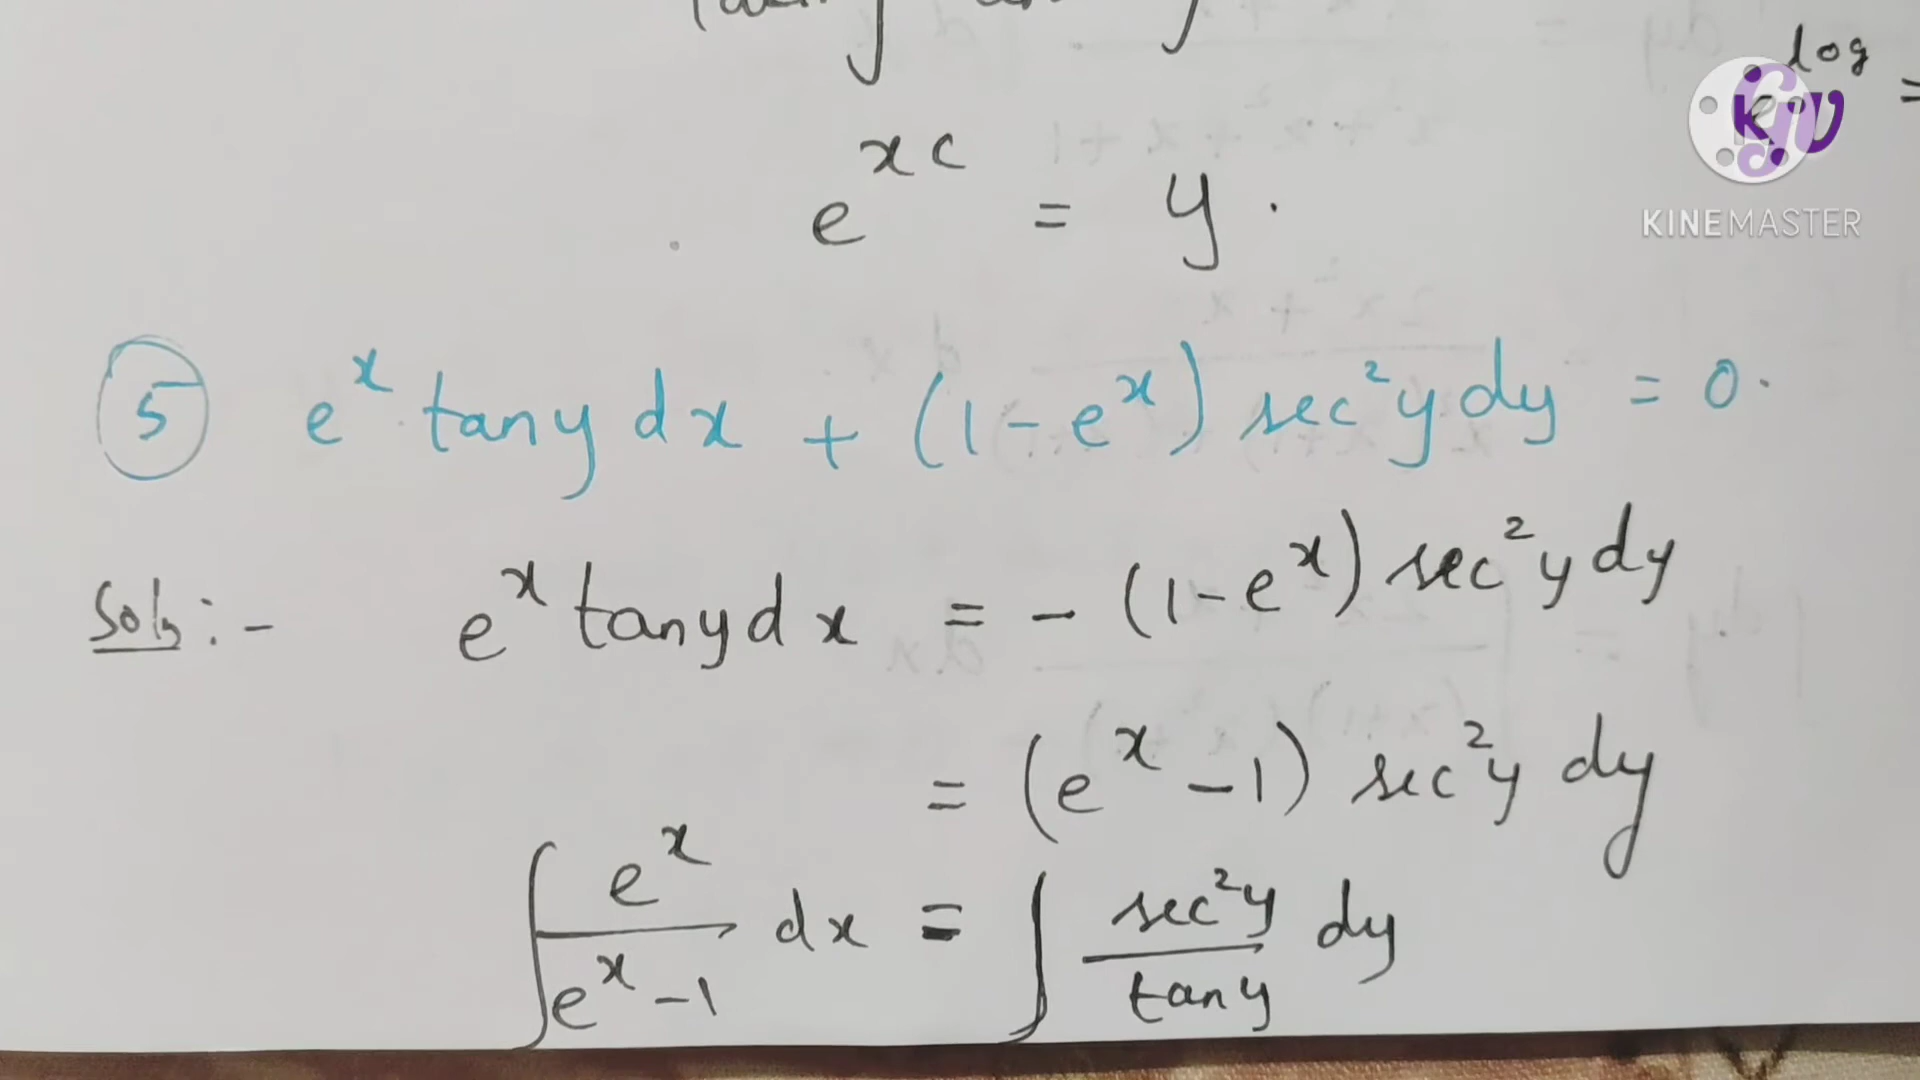 log
e =
KINEMASTER
e^{xc} = y.
⑤ e^x tany dx + (1-e^x) sec²y dy = 0.
Soln:- e^x tany dx = -(1-e^x) sec²y dy
= (e^x - 1) sec²y dy
∫ e^x/(e^x-1) dx = ∫ sec²y/tany dy